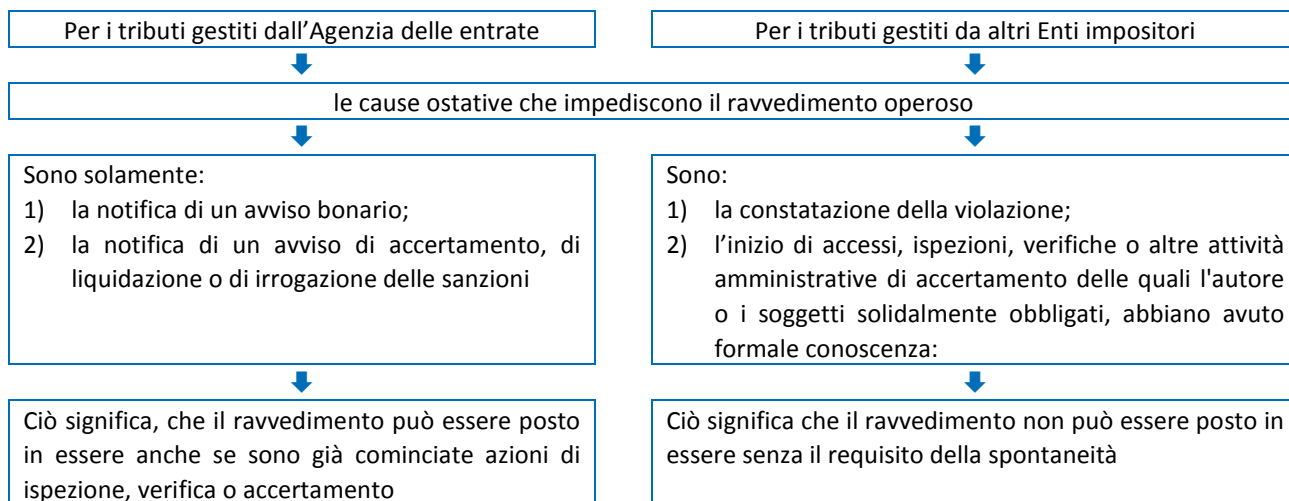 Per i tributi gestiti dall'Agenzia delle entrate
Per i tributi gestiti da altri Enti impositori
le cause ostative che impediscono il ravvedimento operoso
Sono solamente:
1) la notifica di un avviso bonario;
2) la notifica di un avviso di accertamento, di
liquidazione o di irrogazione delle sanzioni
Sono:
1) la constatazione della violazione;
2) l'inizio di accessi, ispezioni, verifiche o altre attività
amministrative di accertamento delle quali l'autore
o i soggetti solidalmente obbligati, abbiano avuto
formale conoscenza:
Ciò significa, che il ravvedimento può essere posto
in essere anche se sono già cominciate azioni di
ispezione, verifica o accertamento
Ciò significa che il ravvedimento non può essere posto in
essere senza il requisito della spontaneità